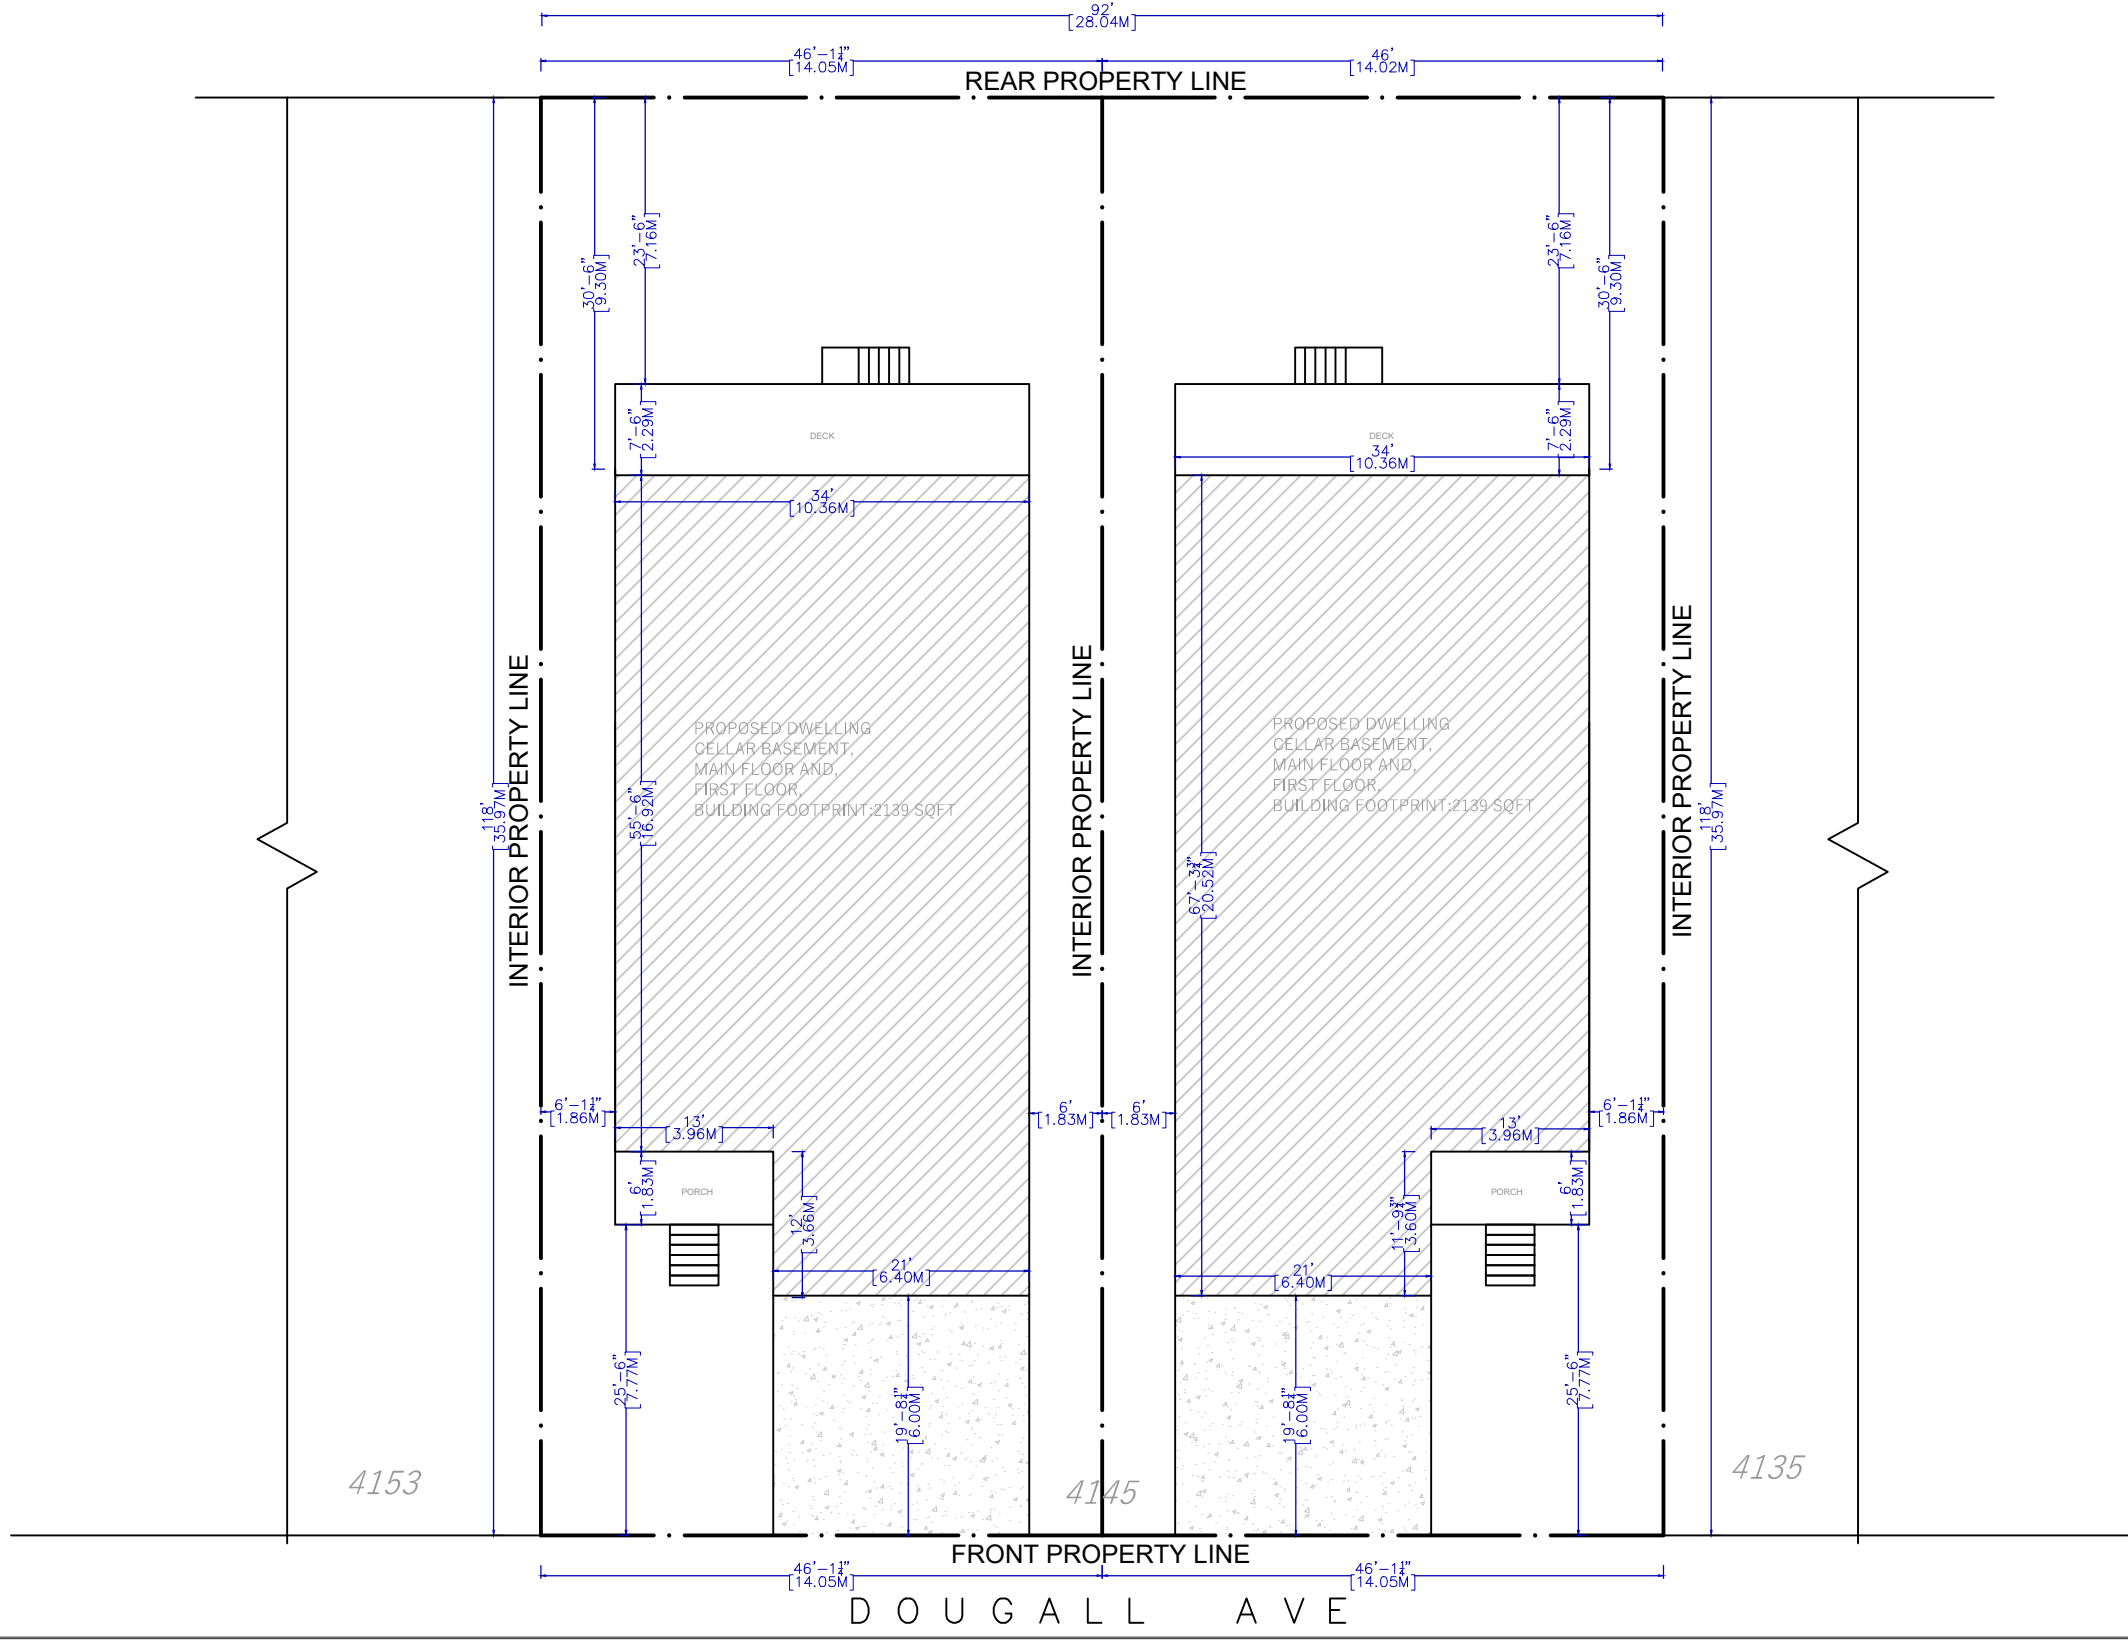 92'
[28.04M]
46'-1¼"
[14.05M]
46'
[14.02M]
REAR PROPERTY LINE
30'-6"
[9.30M]
23'-6"
[7.16M]
23'-6"
[7.16M]
30'-6"
[9.30M]
7'-6"
[2.29M]
DECK
DECK
7'-6"
[2.29M]
34'
[10.36M]
34'
[10.36M]
INTERIOR PROPERTY LINE
INTERIOR PROPERTY LINE
INTERIOR PROPERTY LINE
PROPOSED DWELLING
CELLAR BASEMENT,
MAIN FLOOR AND,
FIRST FLOOR,
BUILDING FOOTPRINT:2139 SQFT
PROPOSED DWELLING
CELLAR BASEMENT,
MAIN FLOOR AND,
FIRST FLOOR,
BUILDING FOOTPRINT:2139 SQFT
118'
[35.97M]
55'-6"
[16.92M]
67'-3¾"
[20.52M]
118'
[35.97M]
6'-1¼"
[1.86M]
13'
[3.96M]
6'
[1.83M]
6'
[1.83M]
13'
[3.96M]
6'-1¼"
[1.86M]
6'
[1.83M]
PORCH
12'
[3.66M]
11'-9¾"
[3.60M]
PORCH
6'
[1.83M]
21'
[6.40M]
21'
[6.40M]
25'-6"
[7.77M]
19'-8¼"
[6.00M]
19'-8¼"
[6.00M]
25'-6"
[7.77M]
4153
4145
4135
FRONT PROPERTY LINE
46'-1¼"
[14.05M]
46'-1¼"
[14.05M]
DOUGALL AVE